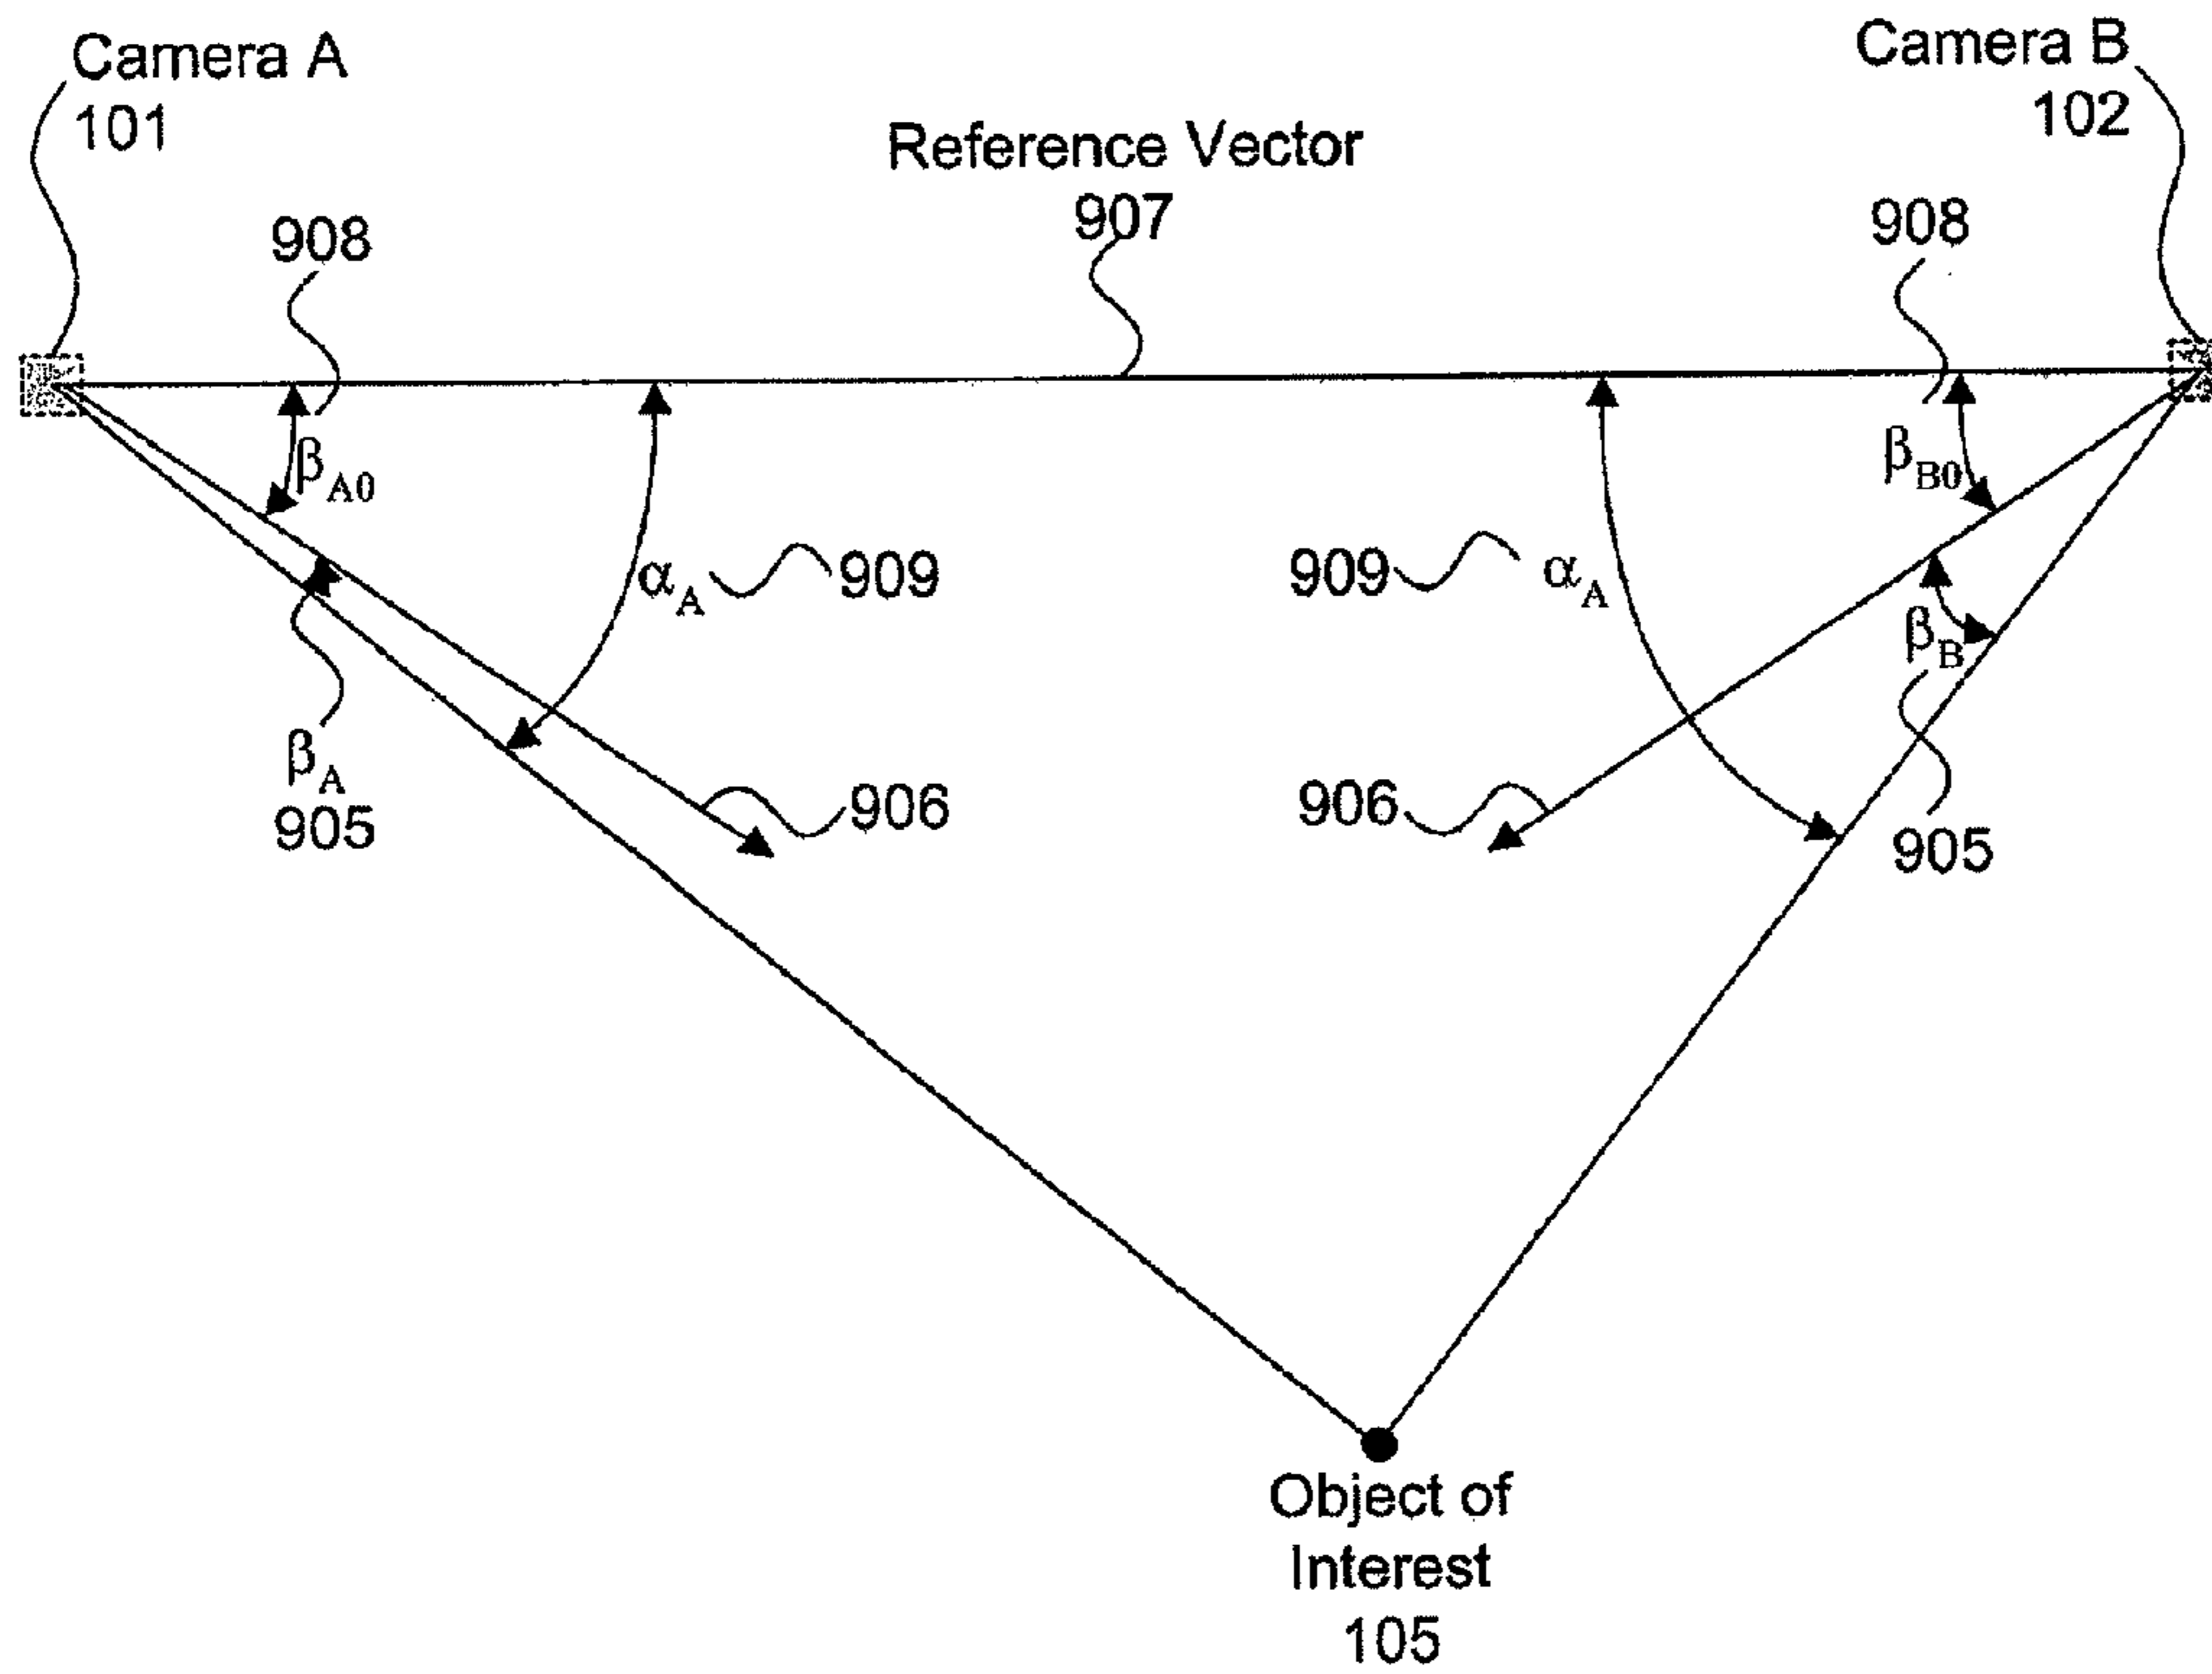 Camera A
101
Camera B
102
Reference Vector
907
908
908
βA0
βB0
αA
909
909
αA
βB
βA
905
906
906
905
Object of
Interest
105